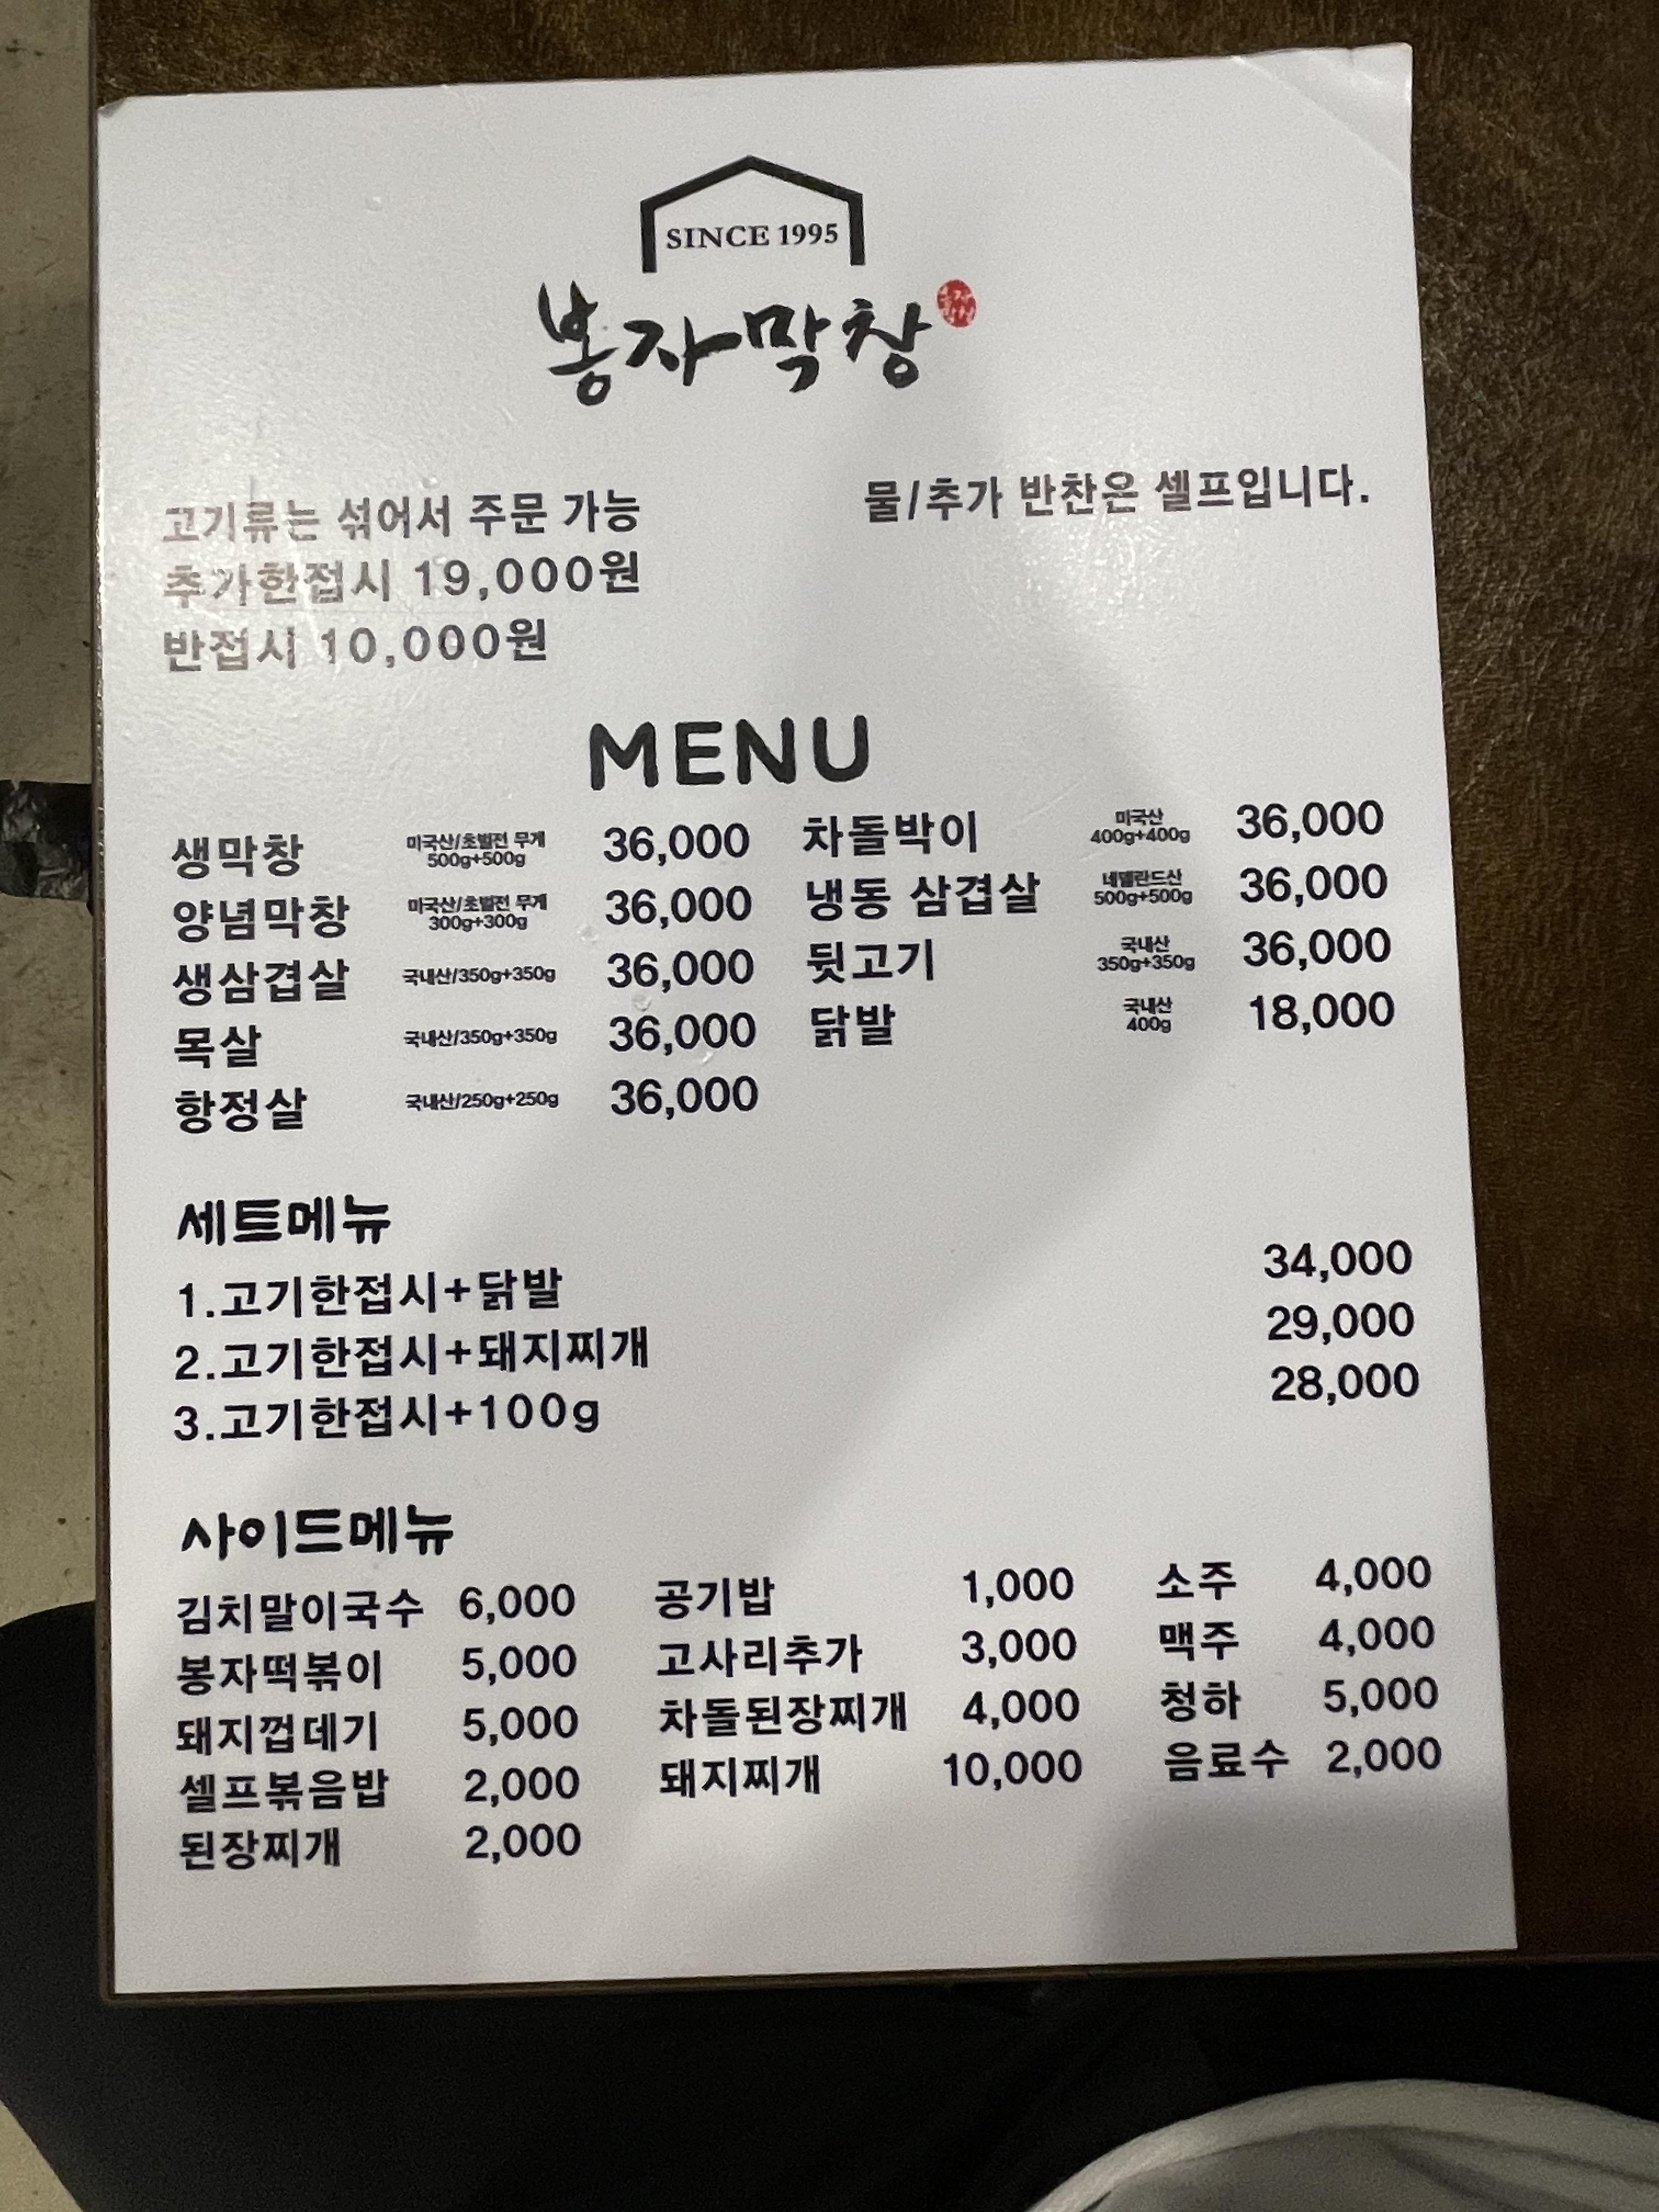 SINCE 1995
봉자막창
고기류는 섞어서 주문 가능
추가한접시 19,000원
반접시 10,000원
물/추가 반찬은 셀프입니다.
MENU
생막창 미국산/초벌전 무게 500g+500g 36,000
양념막창 미국산/초벌전 무게 300g+300g 36,000
생삼겹살 국내산/350g+350g 36,000
목살 국내산/350g+350g 36,000
항정살 국내산/250g+250g 36,000
차돌박이 미국산 400g+400g 36,000
냉동 삼겹살 네델란드산 500g+500g 36,000
뒷고기 국내산 350g+350g 36,000
닭발 국내산 400g 18,000
세트메뉴
1.고기한접시+닭발 34,000
2.고기한접시+돼지찌개 29,000
3.고기한접시+100g 28,000
사이드메뉴
김치말이국수 6,000
봉자떡볶이 5,000
돼지껍데기 5,000
셀프볶음밥 2,000
된장찌개 2,000
공기밥 1,000
고사리추가 3,000
차돌된장찌개 4,000
돼지찌개 10,000
소주 4,000
맥주 4,000
청하 5,000
음료수 2,000